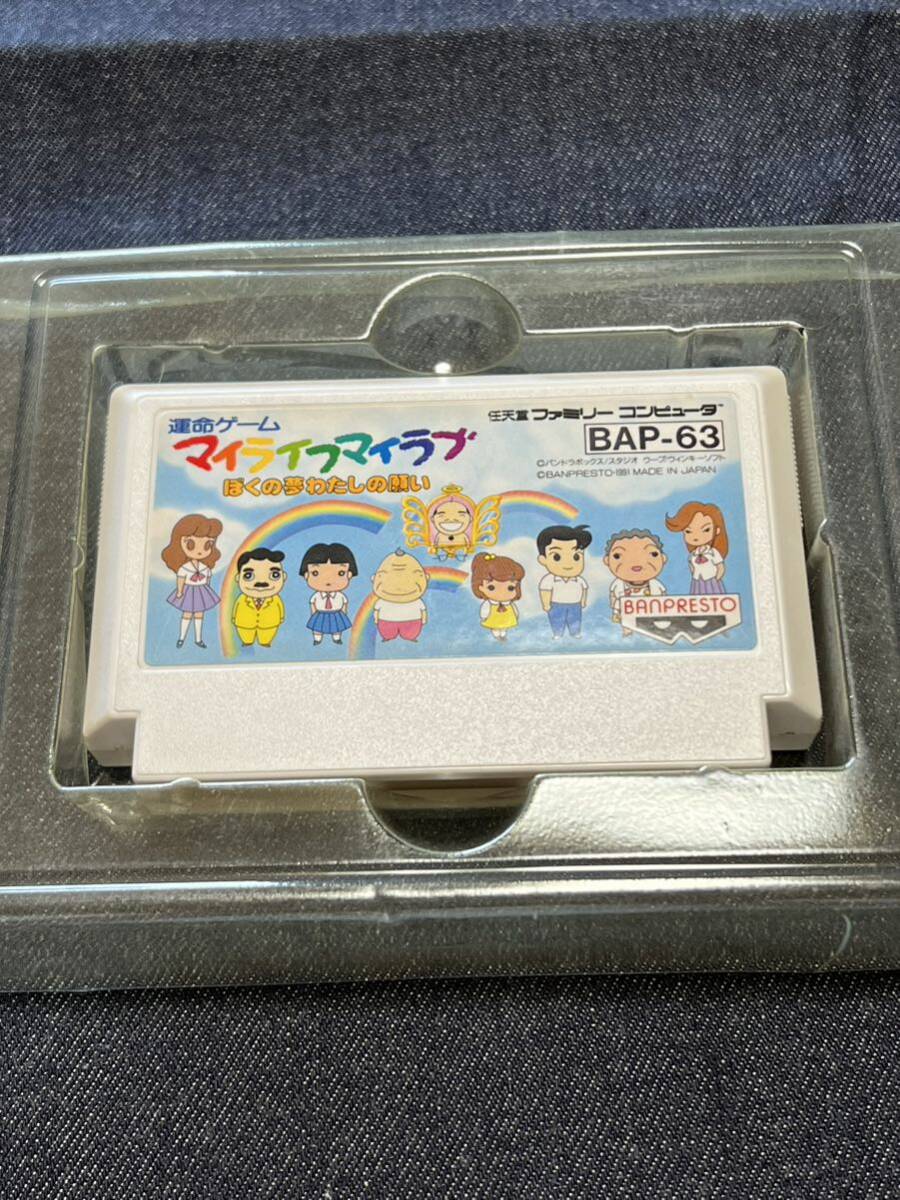 運命ゲーム
マイライフマイラブ
ぼくの夢わたしの願い
任天堂 ファミリー コンピュータ™
BAP-63
©パンドラボックス/スタジオ ウープ/ウィンキーソフト
©BANPRESTO 1991 MADE IN JAPAN
BANPRESTO